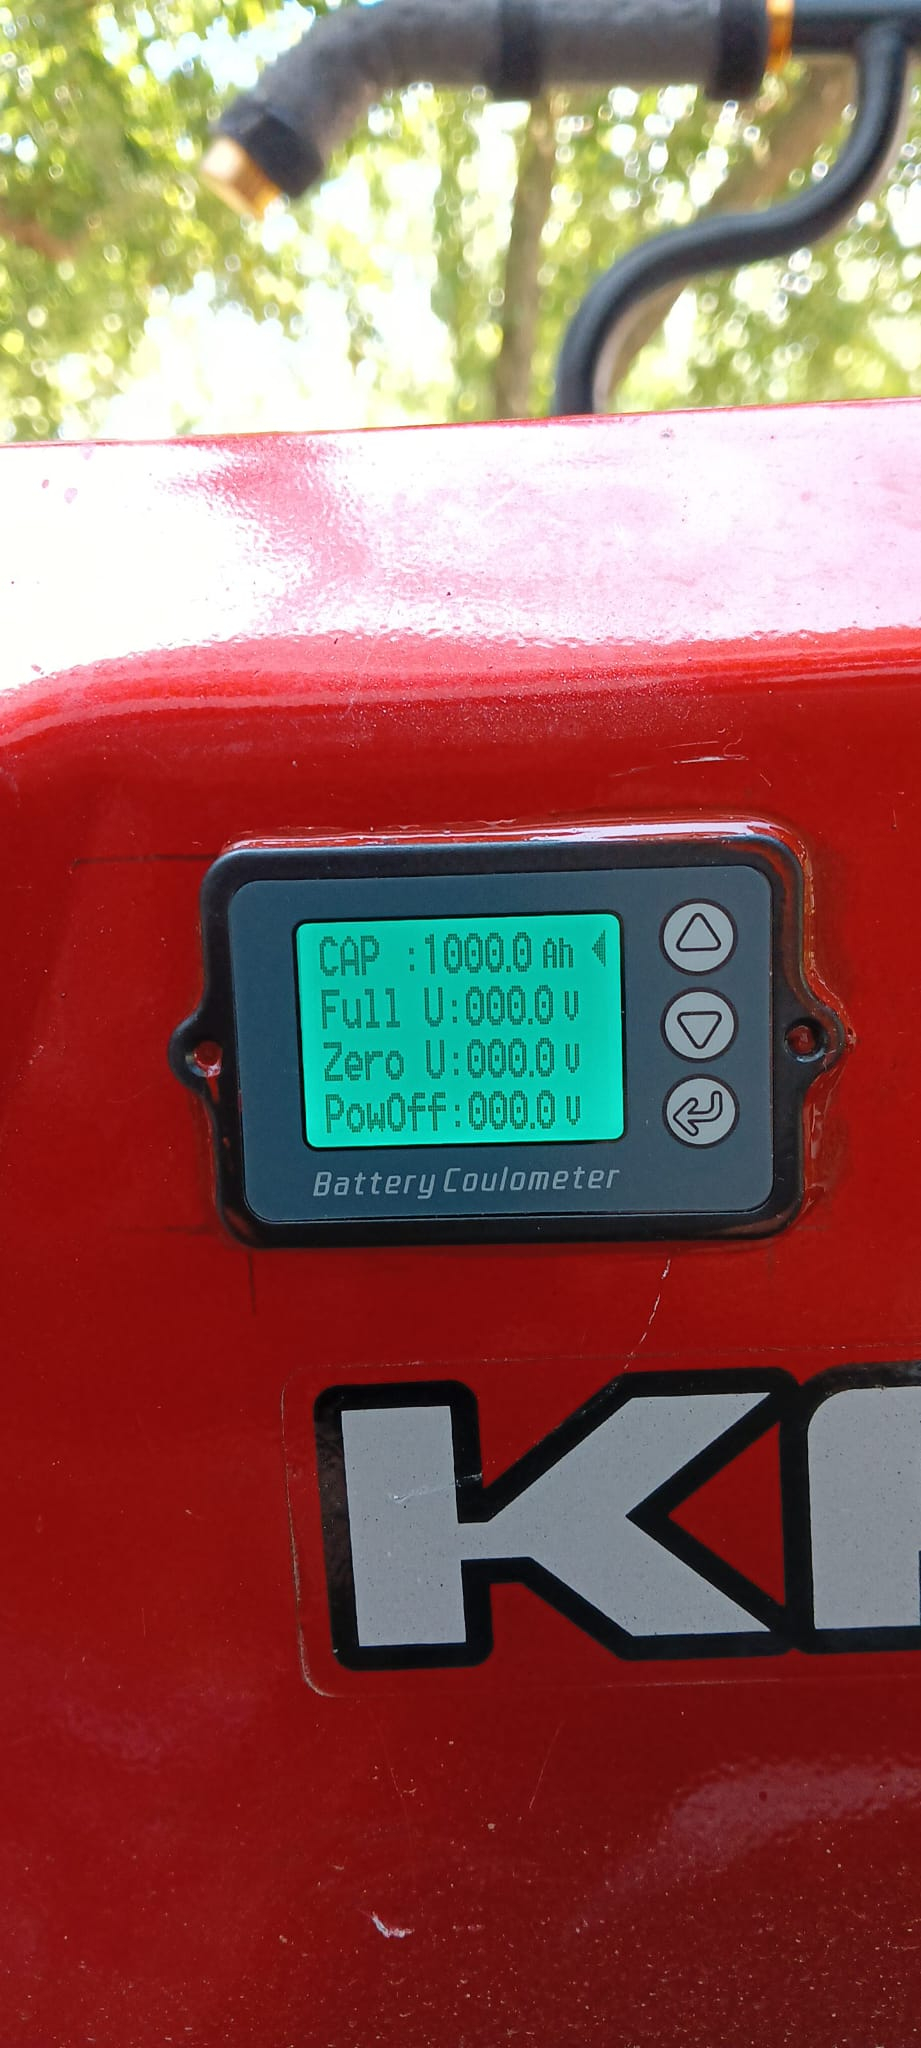 CAP :1000.0 Ah
Full U:000.0 V
Zero U:000.0 V
PowOff:000.0 V
Battery Coulometer